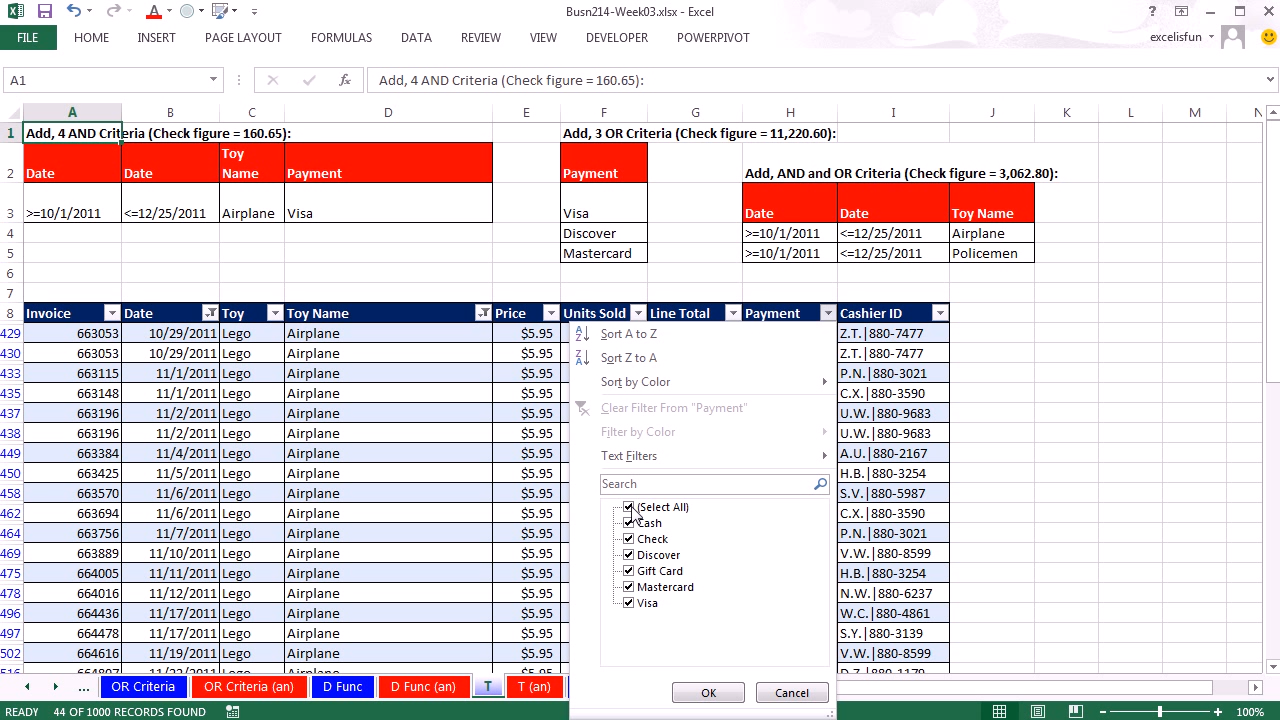 Busn214-Week03.xlsx - Excel
FILE HOME INSERT PAGE LAYOUT FORMULAS DATA REVIEW VIEW DEVELOPER POWERPIVOT excelisfun
A1 fx Add, 4 AND Criteria (Check figure = 160.65):
A B C D E F G H I J K L M N
1 Add, 4 AND Criteria (Check figure = 160.65): Add, 3 OR Criteria (Check figure = 11,220.60):
2 Date Date Toy Name Payment Payment Add, AND and OR Criteria (Check figure = 3,062.80):
3 >=10/1/2011 <=12/25/2011 Airplane Visa Visa Date Date Toy Name
4 Discover >=10/1/2011 <=12/25/2011 Airplane
5 Mastercard >=10/1/2011 <=12/25/2011 Policemen
6
7
8 Invoice Date Toy Toy Name Price Units Sold Line Total Payment Cashier ID
429 663053 10/29/2011 Lego Airplane $5.95 Z.T.|880-7477
430 663053 10/29/2011 Lego Airplane $5.95 Z.T.|880-7477
433 663115 11/1/2011 Lego Airplane $5.95 P.N.|880-3021
435 663148 11/1/2011 Lego Airplane $5.95 C.X.|880-3590
437 663196 11/2/2011 Lego Airplane $5.95 U.W.|880-9683
438 663196 11/2/2011 Lego Airplane $5.95 U.W.|880-9683
449 663384 11/4/2011 Lego Airplane $5.95 A.U.|880-2167
450 663425 11/5/2011 Lego Airplane $5.95 H.B.|880-3254
458 663570 11/6/2011 Lego Airplane $5.95 S.V.|880-5987
462 663694 11/6/2011 Lego Airplane $5.95 C.X.|880-3590
464 663756 11/7/2011 Lego Airplane $5.95 P.N.|880-3021
469 663889 11/10/2011 Lego Airplane $5.95 V.W.|880-8599
475 664005 11/11/2011 Lego Airplane $5.95 H.B.|880-3254
478 664016 11/12/2011 Lego Airplane $5.95 N.W.|880-6237
496 664436 11/17/2011 Lego Airplane $5.95 W.C.|880-4861
497 664478 11/17/2011 Lego Airplane $5.95 S.Y.|880-3139
502 664616 11/19/2011 Lego Airplane $5.95 V.W.|880-8599
Sort A to Z
Sort Z to A
Sort by Color
Clear Filter From "Payment"
Filter by Color
Text Filters
Search
(Select All)
Cash
Check
Discover
Gift Card
Mastercard
Visa
OK Cancel
... OR Criteria OR Criteria (an) D Func D Func (an) T T (an)
READY 44 OF 1000 RECORDS FOUND 100%